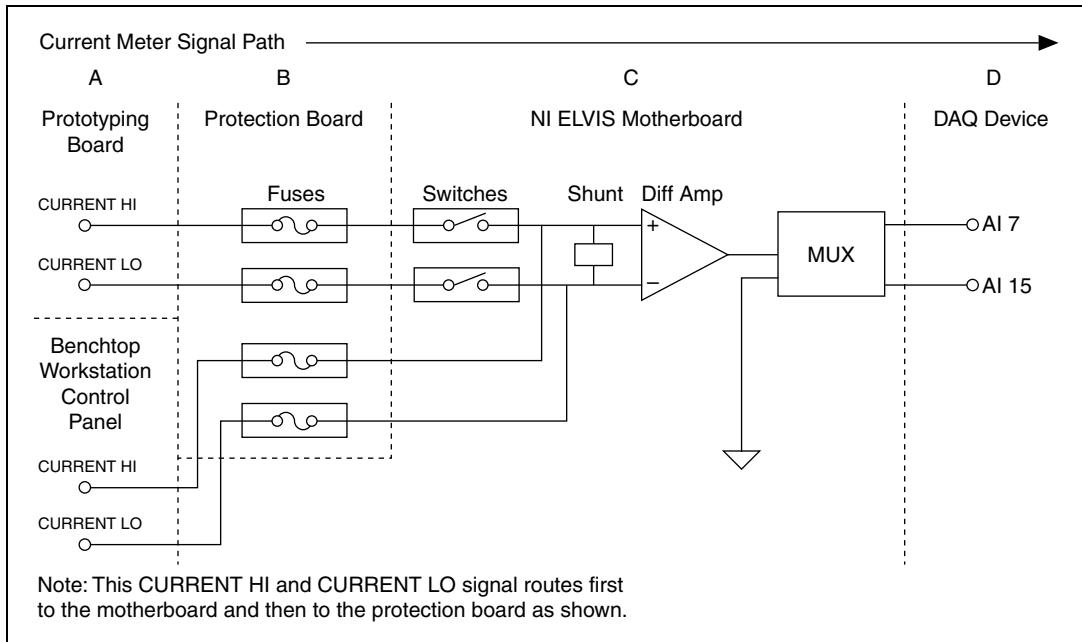 Current Meter Signal Path
A
B
C
D
Prototyping
Board
Protection Board
NI ELVIS Motherboard
DAQ Device
Fuses
Switches
Shunt
Diff Amp
CURRENT HI
CURRENT LO
+
−
MUX
AI 7
AI 15
Benchtop
Workstation
Control
Panel
CURRENT HI
CURRENT LO
Note: This CURRENT HI and CURRENT LO signal routes first
to the motherboard and then to the protection board as shown.